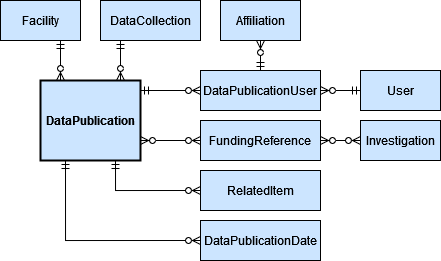 Facility
DataCollection
Affiliation
DataPublication
DataPublicationUser
User
FundingReference
Investigation
RelatedItem
DataPublicationDate